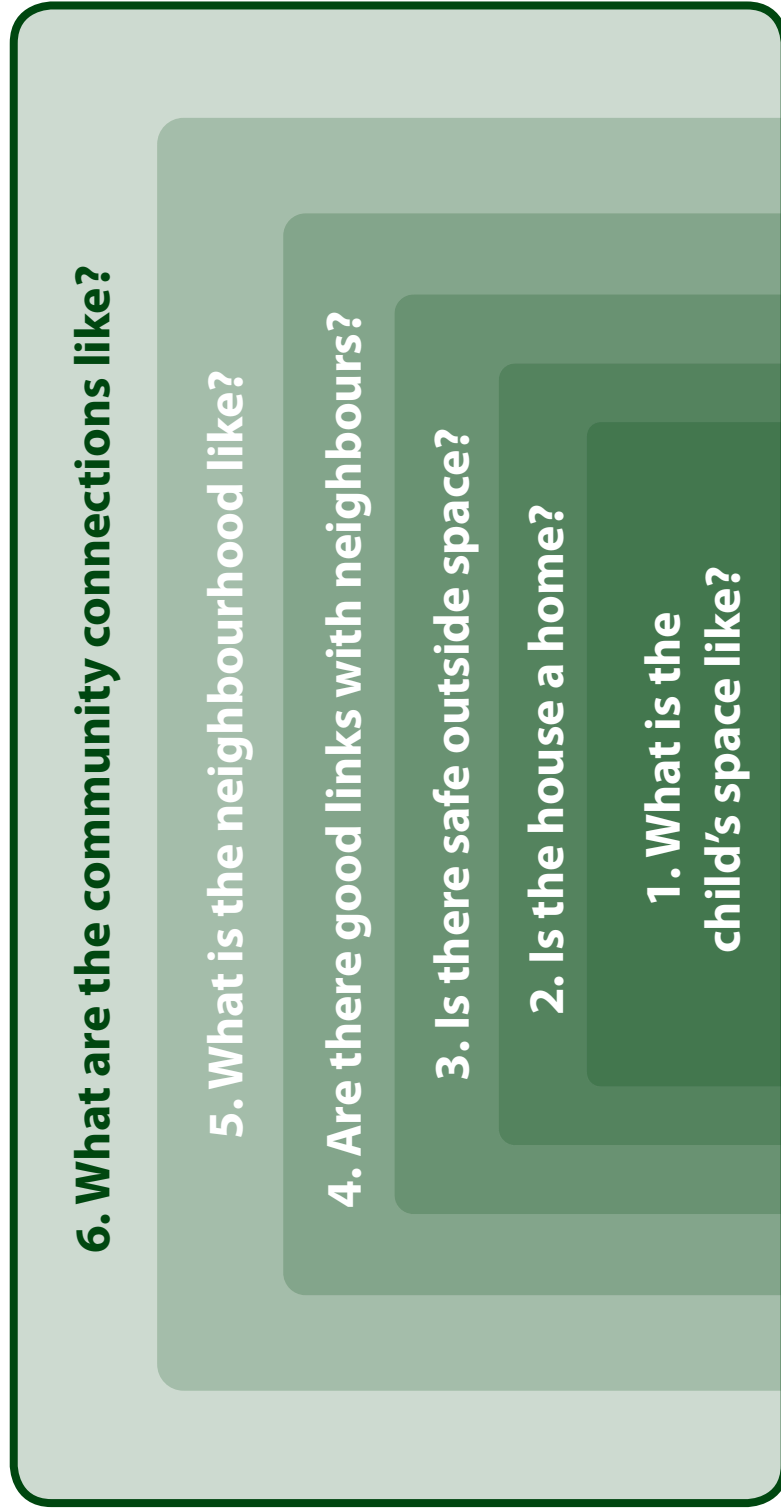 6. What are the community connections like?
5. What is the neighbourhood like?
4. Are there good links with neighbours?
3. Is there safe outside space?
2. Is the house a home?
1. What is the
child’s space like?